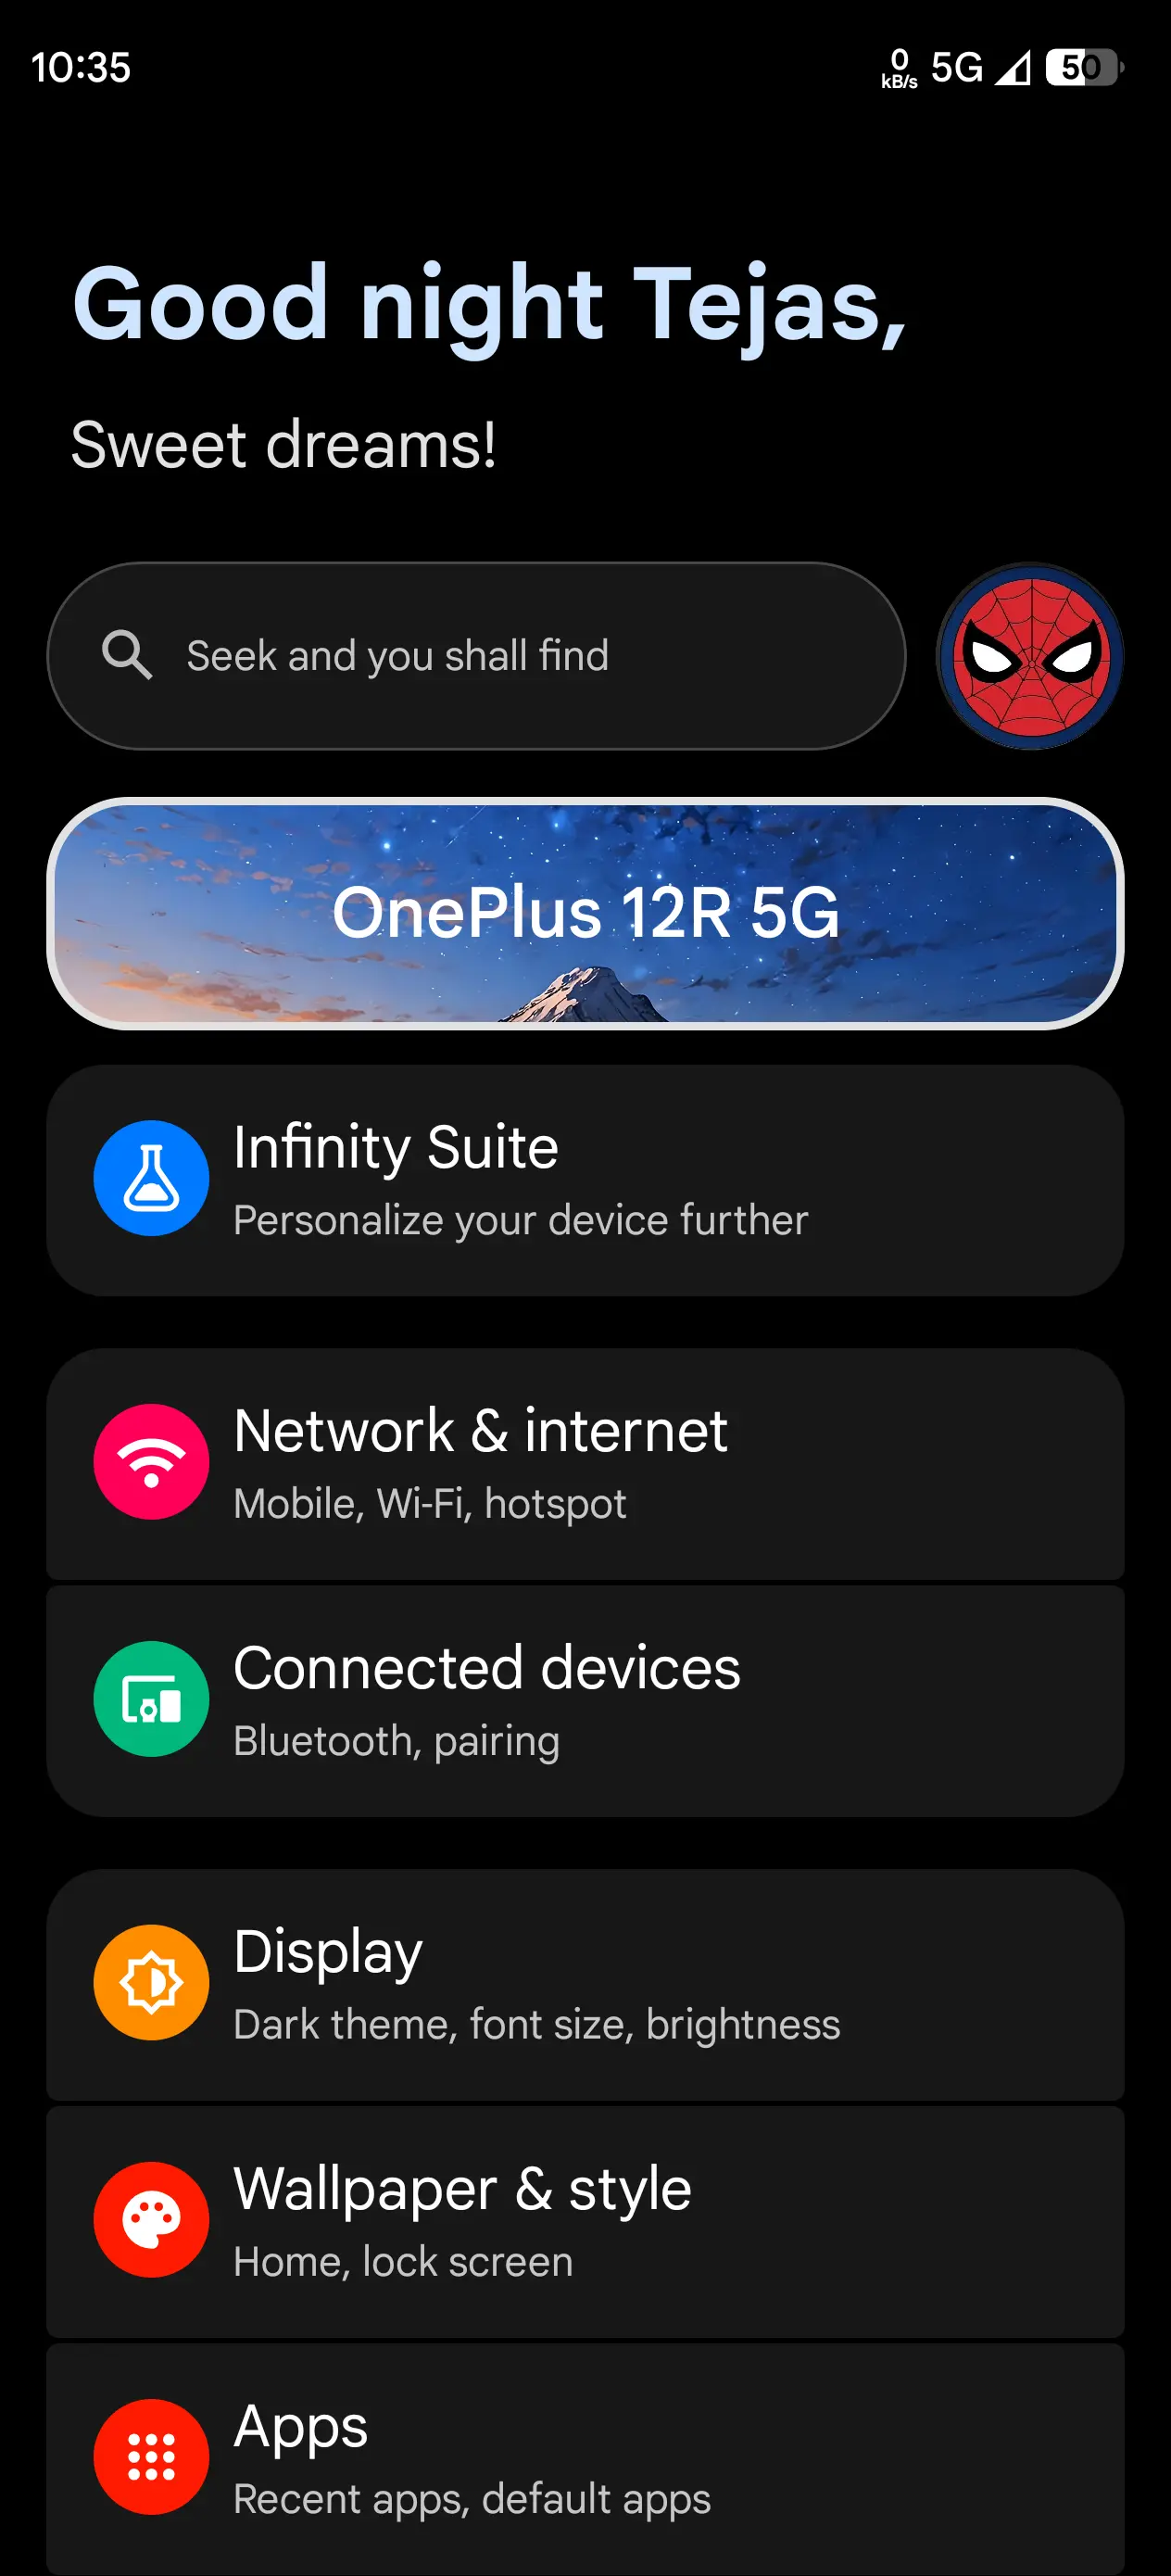 10:35
0
kB/s
5G
50
Good night Tejas,
Sweet dreams!
Seek and you shall find
OnePlus 12R 5G
Infinity Suite
Personalize your device further
Network & internet
Mobile, Wi-Fi, hotspot
Connected devices
Bluetooth, pairing
Display
Dark theme, font size, brightness
Wallpaper & style
Home, lock screen
Apps
Recent apps, default apps